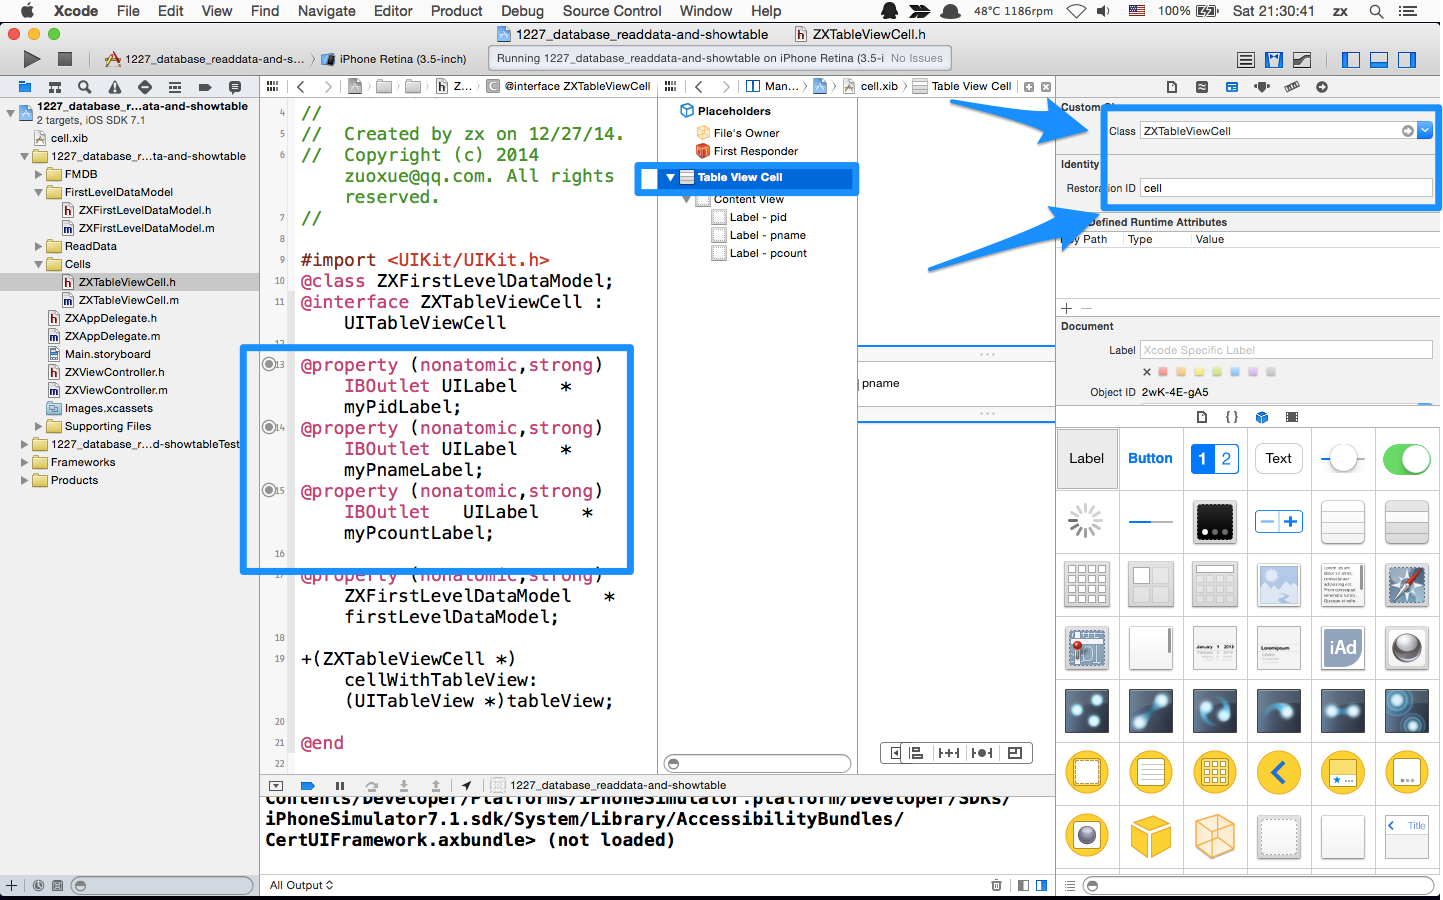 Xcode File Edit View Find Navigate Editor Product Debug Source Control Window Help 48°C 1186rpm 100% Sat 21:30:41 zx
1227_database_readdata-and-showtable ZXTableViewCell.h
1227_database_readdata-and-s... iPhone Retina (3.5-inch)
Running 1227_database_readdata-and-showtable on iPhone Retina (3.5-i No Issues
Z... @interface ZXTableViewCell
Man... cell.xib Table View Cell
1227_database_r...ata-and-showtable
2 targets, iOS SDK 7.1
cell.xib
1227_database_r...ta-and-showtable
FMDB
FirstLevelDataModel
ZXFirstLevelDataModel.h
ZXFirstLevelDataModel.m
ReadData
Cells
ZXTableViewCell.h
ZXTableViewCell.m
ZXAppDelegate.h
ZXAppDelegate.m
Main.storyboard
ZXViewController.h
ZXViewController.m
Images.xcassets
Supporting Files
1227_database_r...d-showtableTest
Frameworks
Products
4 //
5 // Created by zx on 12/27/14.
6 // Copyright (c) 2014
zuoxue@qq.com. All rights
reserved.
7 //
8
9 #import <UIKit/UIKit.h>
10 @class ZXFirstLevelDataModel;
11 @interface ZXTableViewCell :
UITableViewCell
12
13 @property (nonatomic,strong)
IBOutlet UILabel *
myPidLabel;
14 @property (nonatomic,strong)
IBOutlet UILabel *
myPnameLabel;
15 @property (nonatomic,strong)
IBOutlet UILabel *
myPcountLabel;
16
17 @property (nonatomic,strong)
ZXFirstLevelDataModel *
firstLevelDataModel;
18
19 +(ZXTableViewCell *)
cellWithTableView:
(UITableView *)tableView;
20
21 @end
22
Placeholders
File's Owner
First Responder
Table View Cell
Content View
Label - pid
Label - pname
Label - pcount
pname
Custom
Class ZXTableViewCell
Identity
Restoration ID cell
Defined Runtime Attributes
Key Path Type Value
Document
Label Xcode Specific Label
Object ID 2wK-4E-gA5
Label Button 1 2 Text
iAd
Title
1227_database_readdata-and-showtable
Contents/Developer/Platforms/iPhoneSimulator.platform/Developer/SDKs/
iPhoneSimulator7.1.sdk/System/Library/AccessibilityBundles/
CertUIFramework.axbundle> (not loaded)
All Output